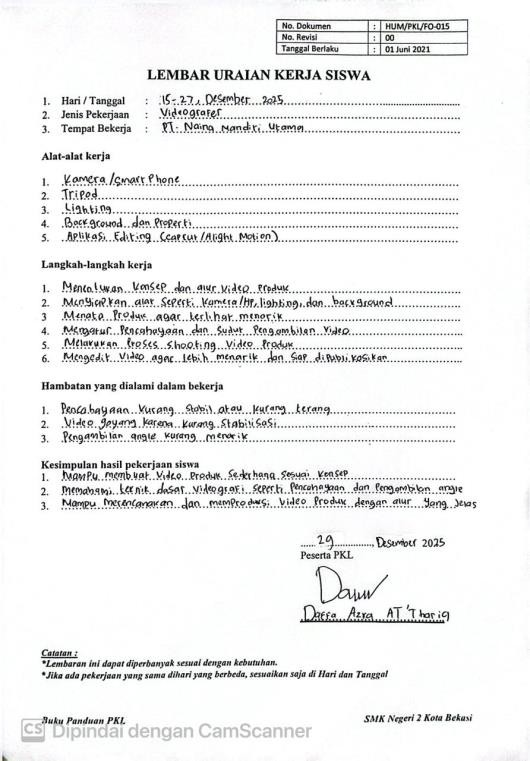 No. Dokumen : HUM/PKL/FO-015
No. Revisi : 00
Tanggal Berlaku : 01 Juni 2021
LEMBAR URAIAN KERJA SISWA
1. Hari / Tanggal : 15-27, Desember 2025
2. Jenis Pekerjaan : Videografer
3. Tempat Bekerja : PT. Naina Mandiri Utama
Alat-alat kerja
1. Kamera /Smart Phone
2. Tripod
3. Lighting
4. Background dan Properti
5. Aplikasi Editing (Capcut/Alight Motion)
Langkah-langkah kerja
1. Menentukan Konsep dan alur Video Produk
2. Menyiapkan alat Seperti Kamera/HP, lighting, dan background
3 Menata Produk agar terlihat menarik
4. Mengatur Pencahayaan dan Sudut Pengambilan Video
5. Melakukan Proses Shooting Video Produk
6. Mengedit Video agar lebih menarik dan Siap dipublikasikan
Hambatan yang dialami dalam bekerja
1. Pencahayaan Kurang Stabil atau kurang terang
2. Video goyang karena kurang Stabilisasi
3. Pengambilan angle kurang menarik
Kesimpulan hasil pekerjaan siswa
1. Mampu membuat Video Produk Sederhana Sesuai Konsep
2. memahami teknik dasar videografi seperti Pencahayaan dan Pengambilan angle
3. Mampu merencanakan dan memproduksi Video Produk dengan alur yang jelas
29, Desember 2025
Peserta PKL
Daffa Azra AT'Thariq
Catatan :
*Lembaran ini dapat diperbanyak sesuai dengan kebutuhan.
*Jika ada pekerjaan yang sama dihari yang berbeda, sesuaikan saja di Hari dan Tanggal
Buku Panduan PKL
SMK Negeri 2 Kota Bekasi
CS Dipindai dengan CamScanner